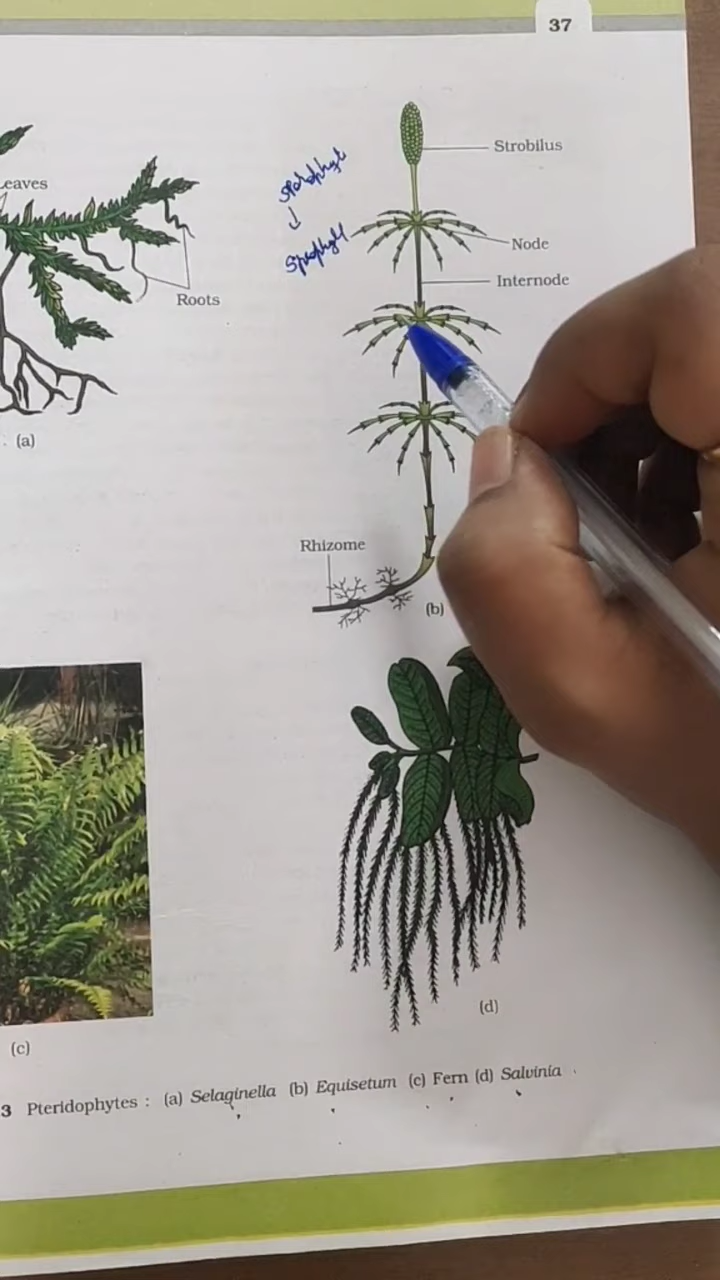 37
Strobilus
Leaves
Node
Internode
Roots
(a)
Rhizome
(b)
(d)
(c)
3 Pteridophytes : (a) Selaginella (b) Equisetum (c) Fern (d) Salvinia